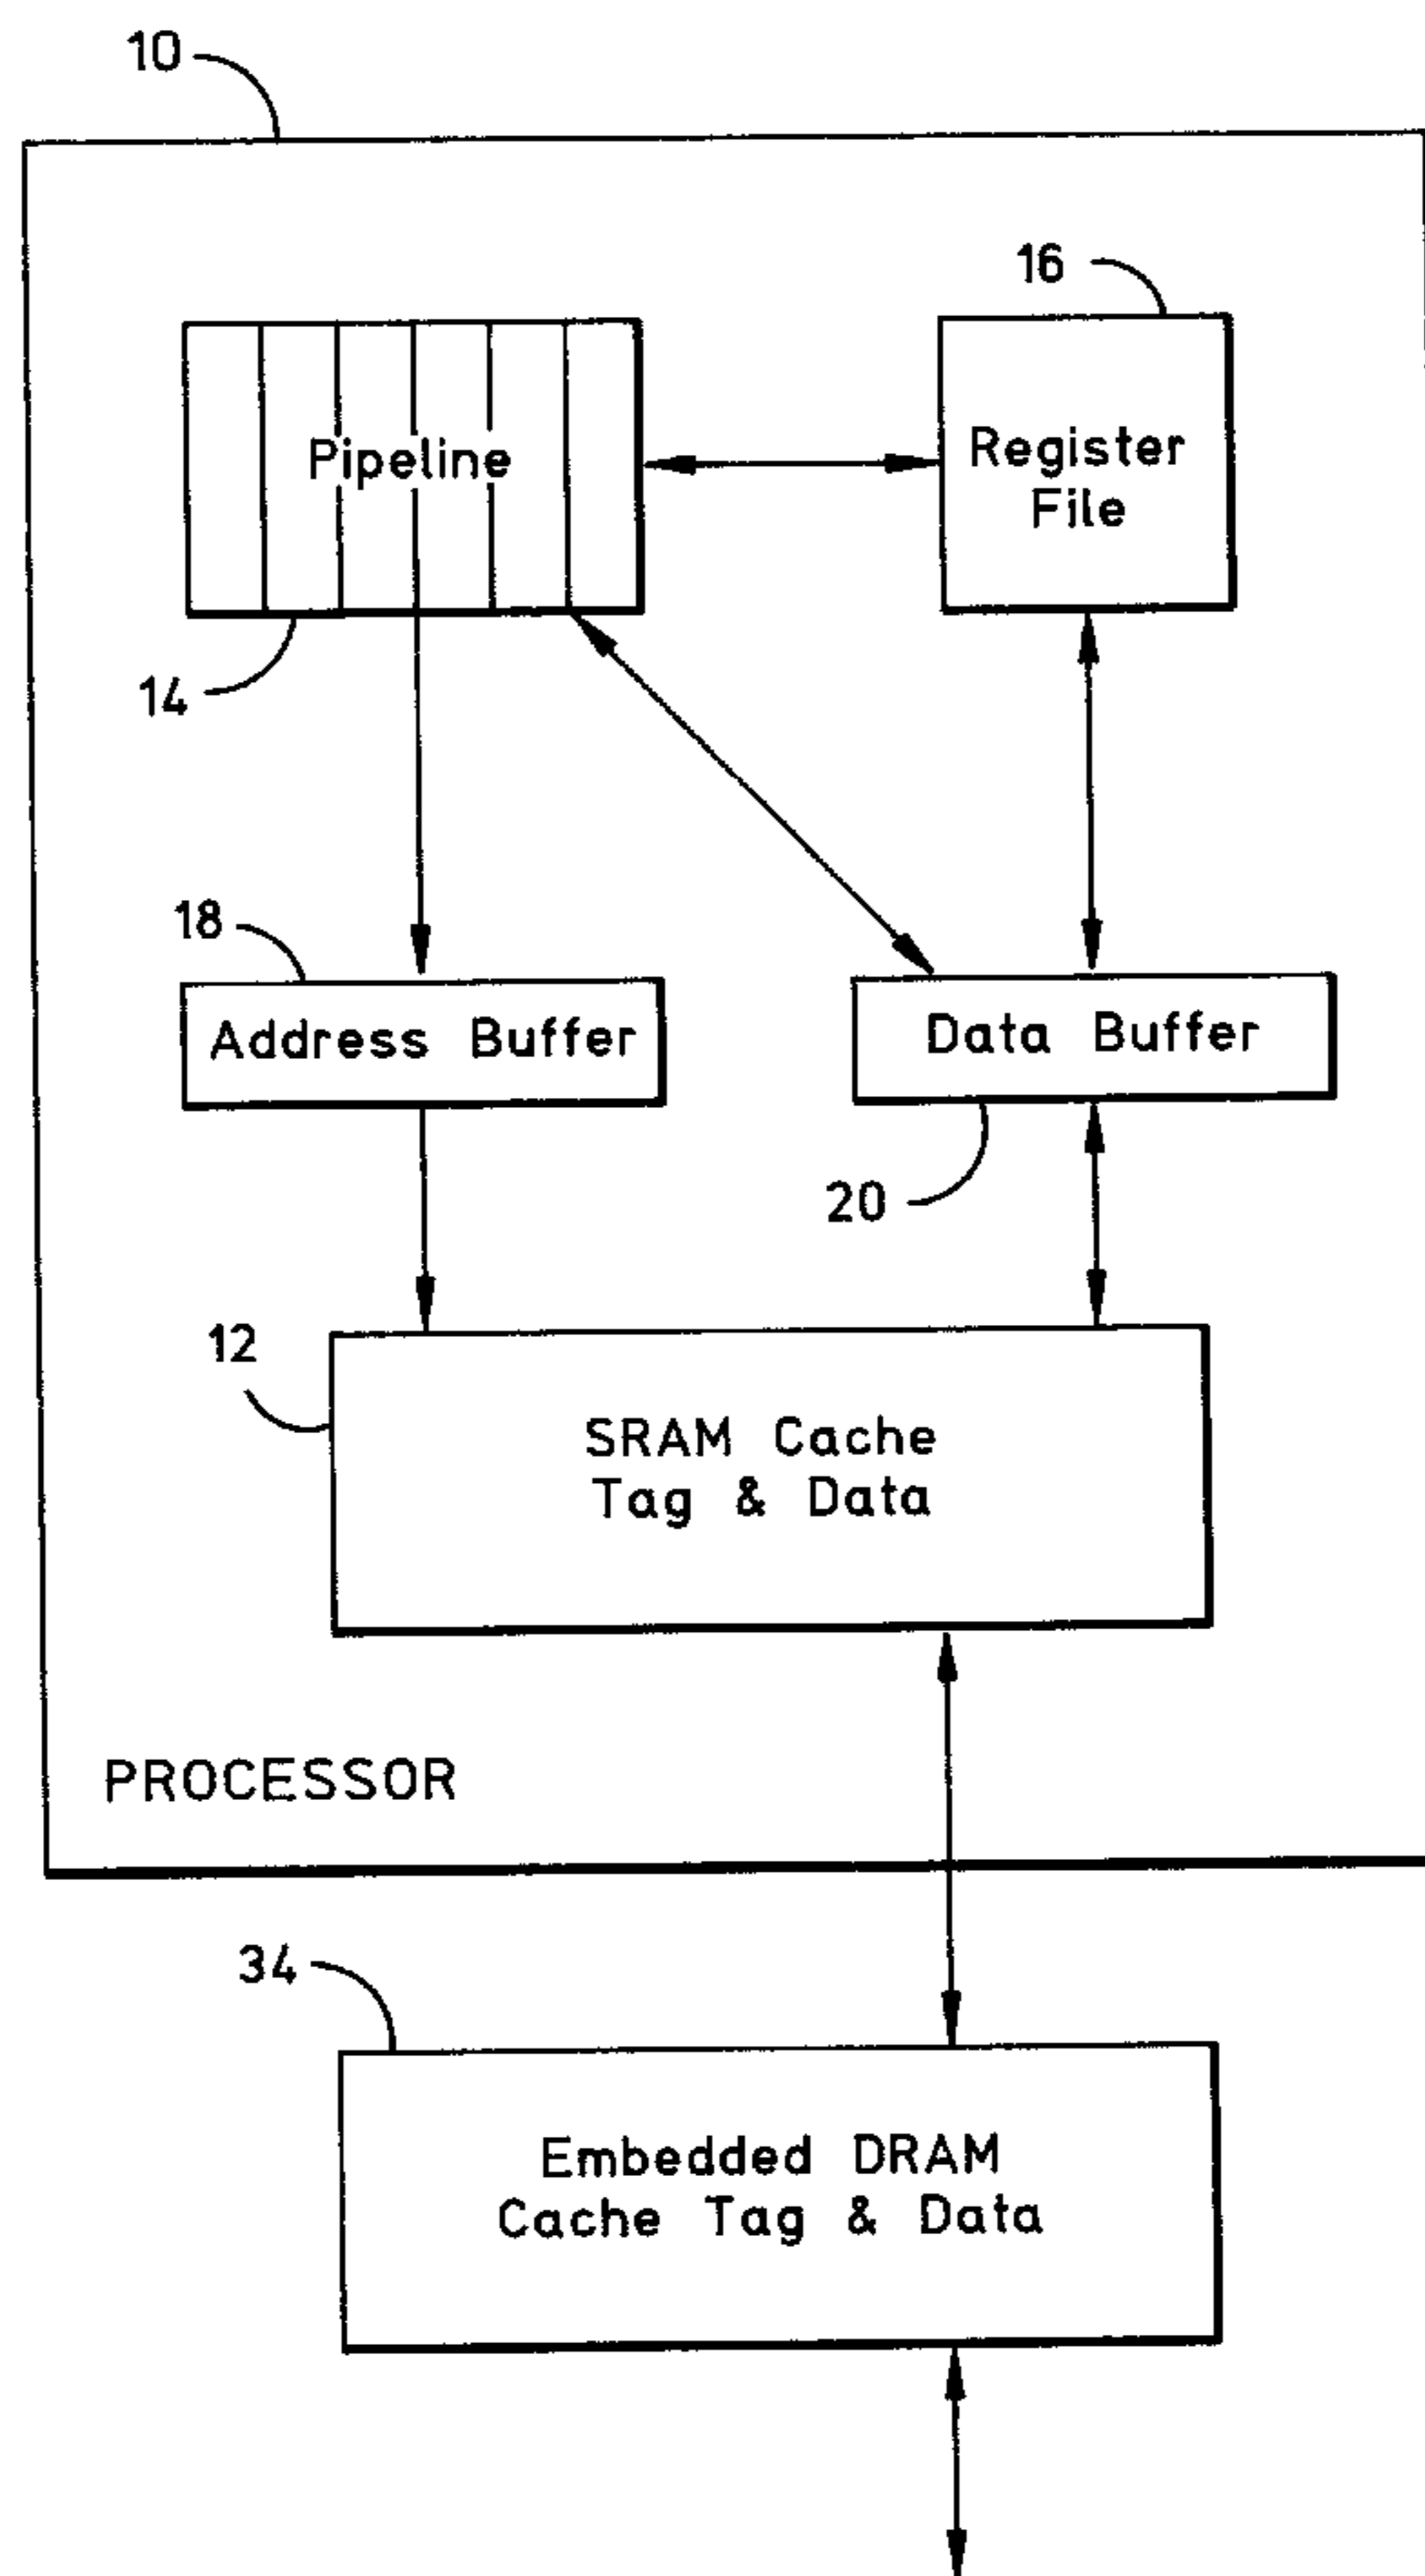 10
16
Pipeline
Register
File
14
18
Address Buffer
Data Buffer
20
12
SRAM Cache
Tag & Data
PROCESSOR
34
Embedded DRAM
Cache Tag & Data